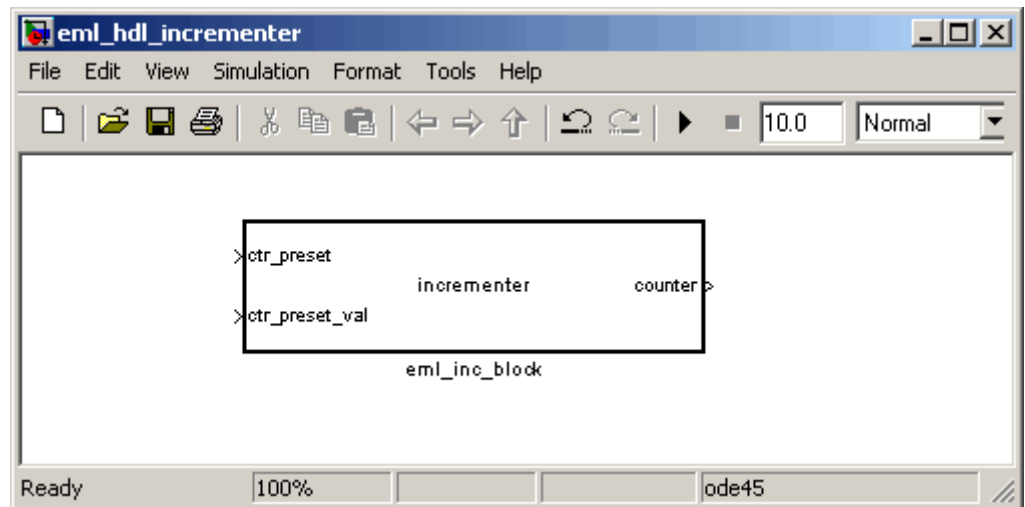 eml_hdl_incrementer
File Edit View Simulation Format Tools Help
10.0 Normal
ctr_preset
incrementer counter
ctr_preset_val
eml_inc_block
Ready 100% ode45